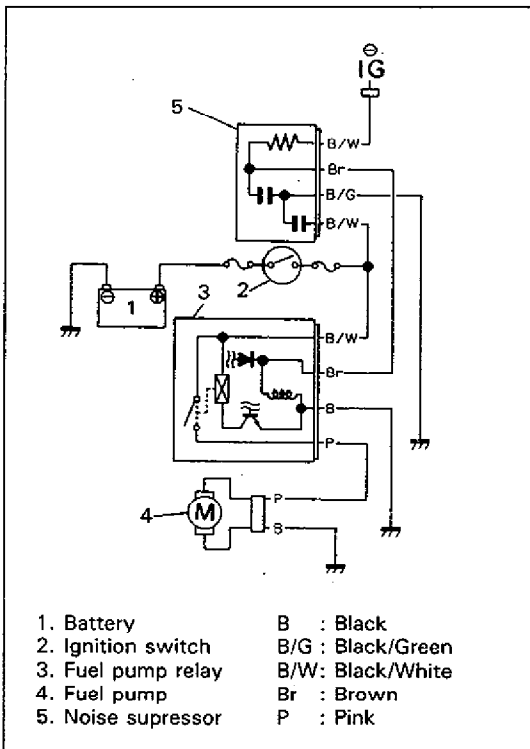 ⊖
IG
5
B/W
Br
B/G
B/W
2
⊖ ⊕
1
3
B/W
Br
B
P
4
M
P
B
1. Battery B : Black
2. Ignition switch B/G : Black/Green
3. Fuel pump relay B/W: Black/White
4. Fuel pump Br : Brown
5. Noise supressor P : Pink